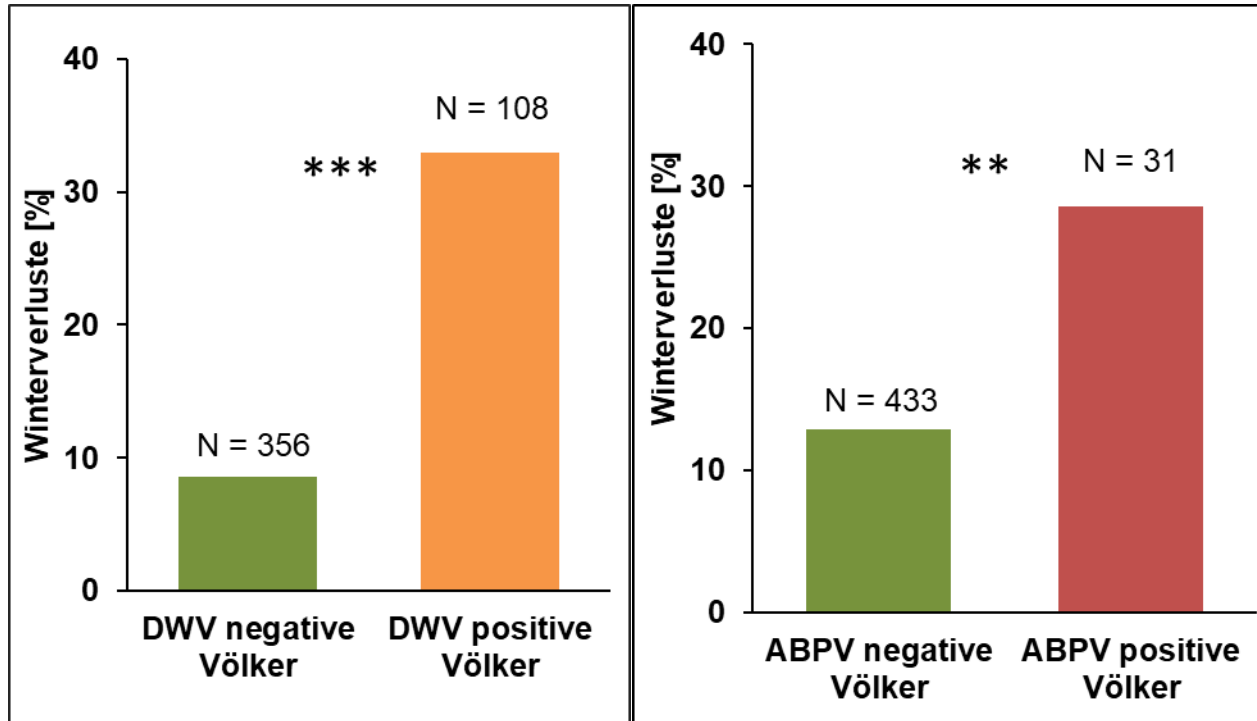 Winterverluste [%]
40
30
20
10
0
N = 356
***
N = 108
DWV negative
Völker
DWV positive
Völker
Winterverluste [%]
40
30
20
10
0
N = 433
**
N = 31
ABPV negative
Völker
ABPV positive
Völker